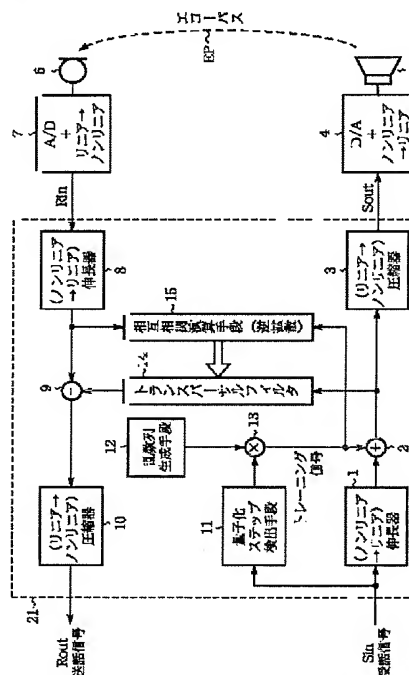 エコーパス
EP
6
7
A/D
+
リニア→
ノンリニア
4
D/A
+
ノンリニア
→リニア
RIn
Sout
8
(ノンリニア
→リニア)
伸長器
3
(リニア→
ノンリニア)
圧縮器
15
相互相関演算手段
14
トランスバーサルフィルタ
9
-
12
生成手段
13
×
トレーニング
信号
+
2
10
(リニア→
ノンリニア)
圧縮器
11
量子化
ステップ
検出手段
1
(ノンリニア
→リニア)
伸長器
21
Rout
送話信号
Sin
受話信号